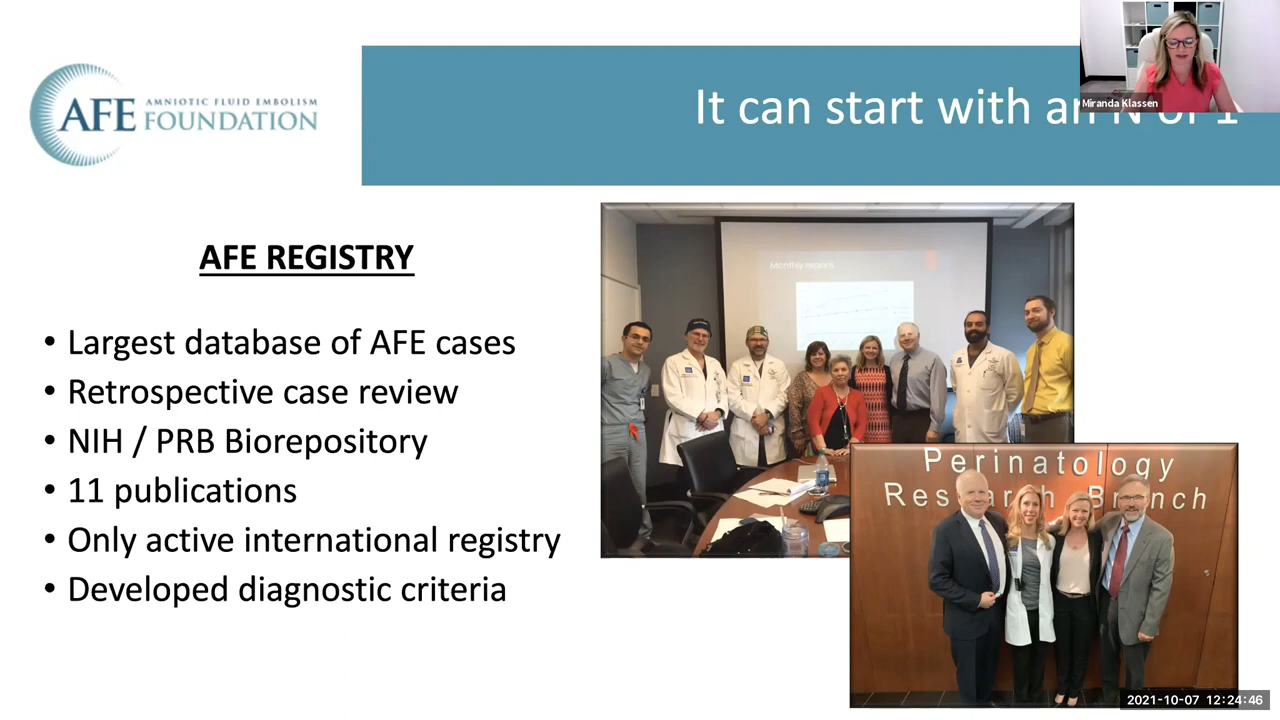 AMNIOTIC FLUID EMBOLISM
AFE FOUNDATION
It can start with an N of 1
Miranda Klassen
AFE REGISTRY
• Largest database of AFE cases
• Retrospective case review
• NIH / PRB Biorepository
• 11 publications
• Only active international registry
• Developed diagnostic criteria
Monthly reports
Perinatology
Research Branch
2021-10-07 12:24:46